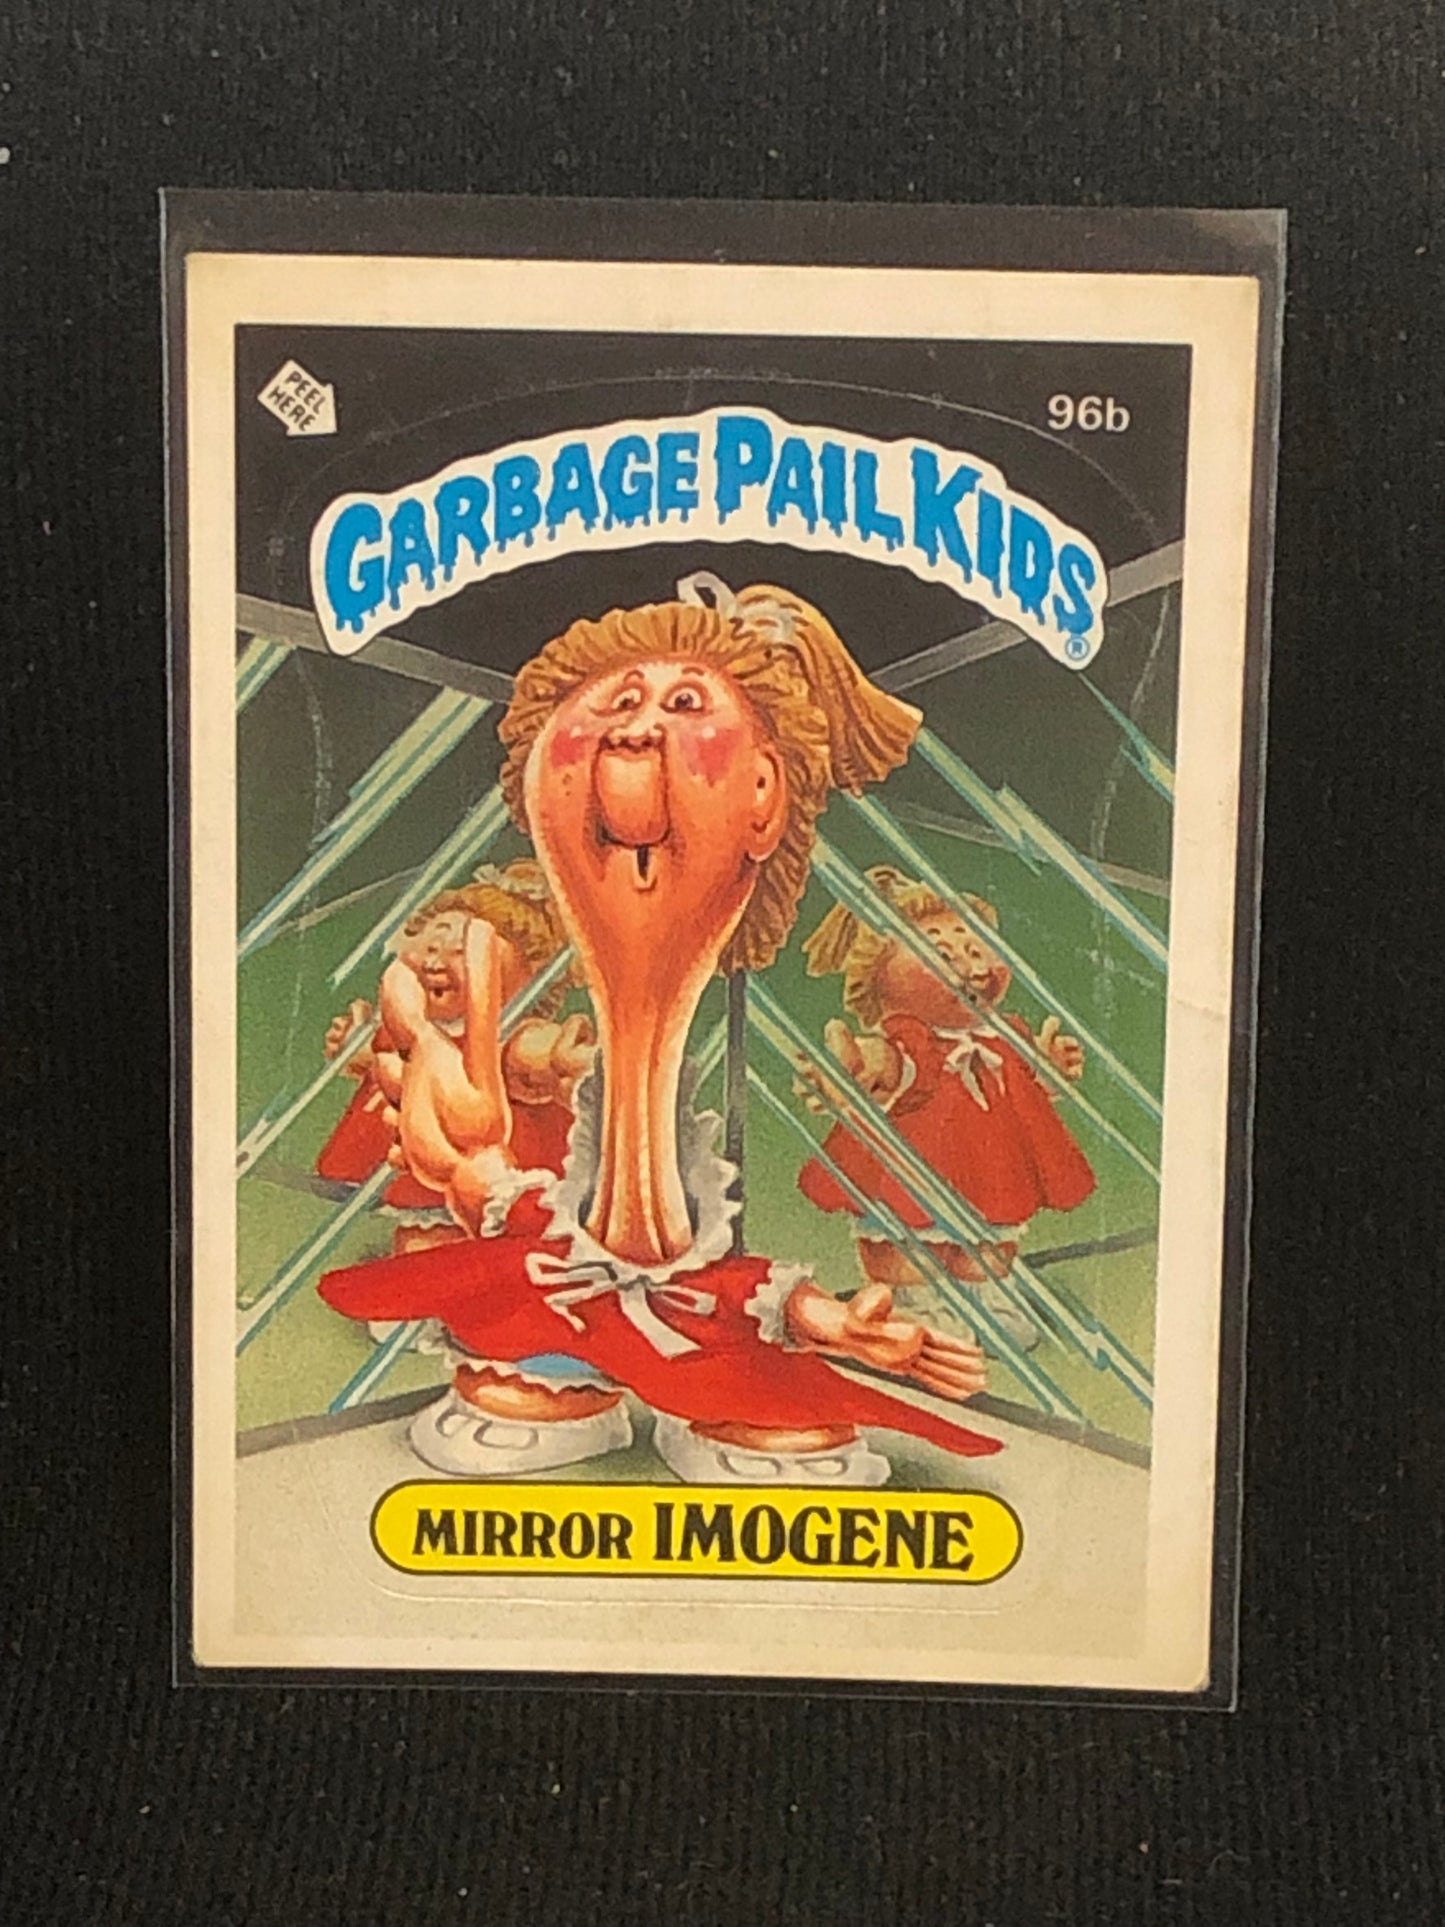 PEEL
HERE
96b
GARBAGE PAIL KIDS
®
MIRROR IMOGENE